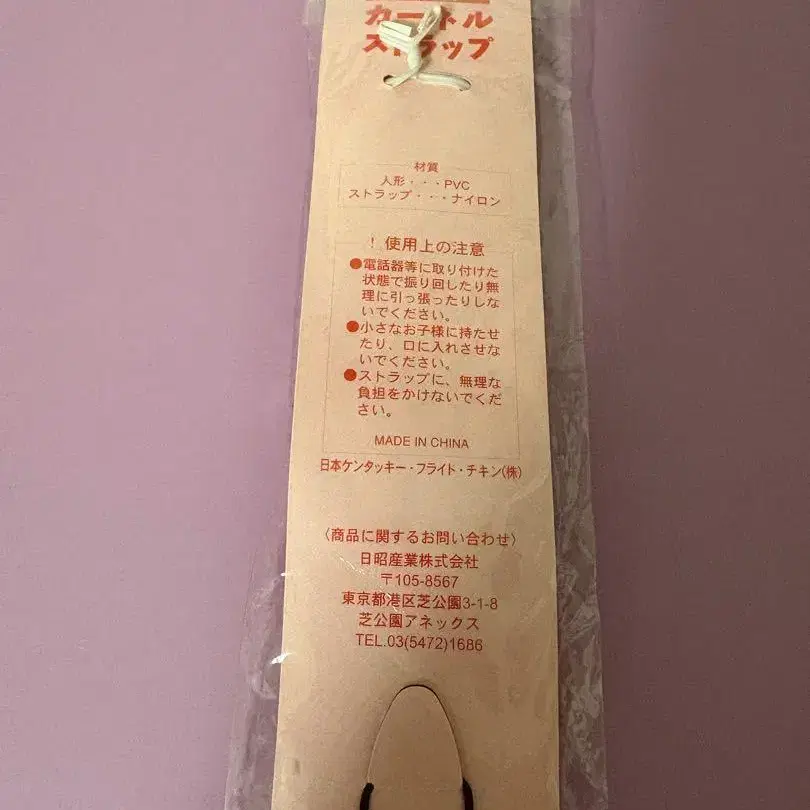 カーネル
ストラップ
材質
人形・・・PVC
ストラップ・・・ナイロン
！使用上の注意
●電話器等に取り付けた
状態で振り回したり無
理に引っ張ったりしな
いでください。
●小さなお子様に持たせ
たり、口に入れさせな
いでください。
●ストラップに、無理な
負担をかけないでくだ
さい。
MADE IN CHINA
日本ケンタッキー・フライド・チキン(株)
〈商品に関するお問い合わせ〉
日昭産業株式会社
〒105-8567
東京都港区芝公園3-1-8
芝公園アネックス
TEL.03(5472)1686